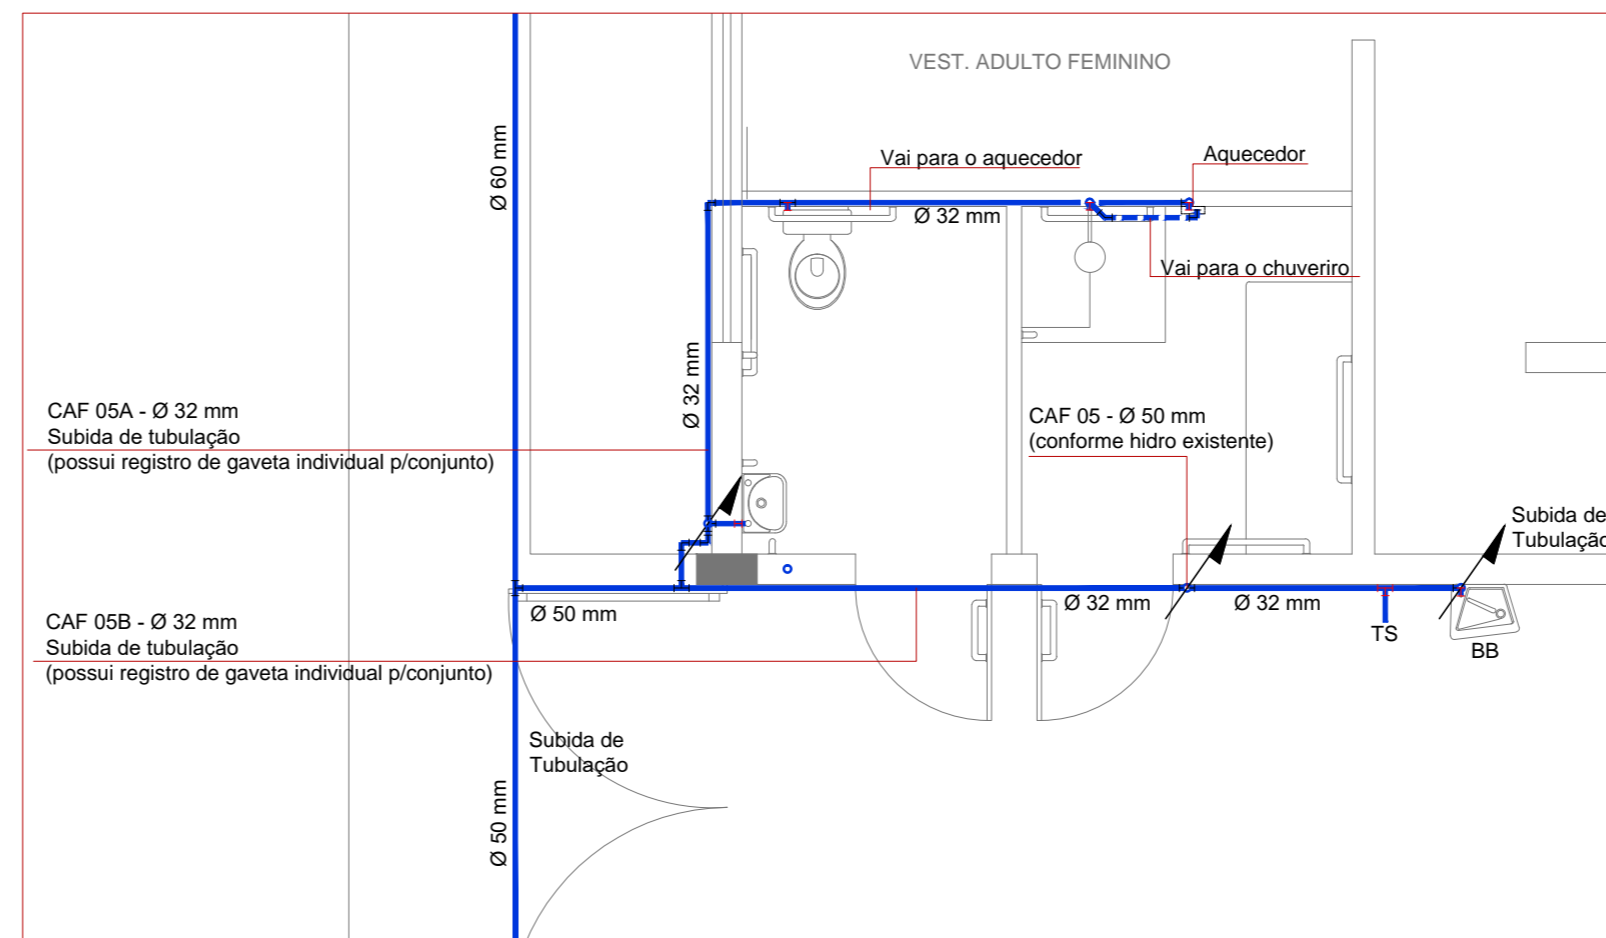 VEST. ADULTO FEMININO
Ø 60 mm
Vai para o aquecedor
Aquecedor
Ø 32 mm
Vai para o chuveriro
Ø 32 mm
CAF 05A - Ø 32 mm
Subida de tubulação
(possui registro de gaveta individual p/conjunto)
CAF 05 - Ø 50 mm
(conforme hidro existente)
Subida de
Tubulação
Ø 50 mm
Ø 32 mm
Ø 32 mm
TS
BB
CAF 05B - Ø 32 mm
Subida de tubulação
(possui registro de gaveta individual p/conjunto)
Subida de
Tubulação
Ø 50 mm